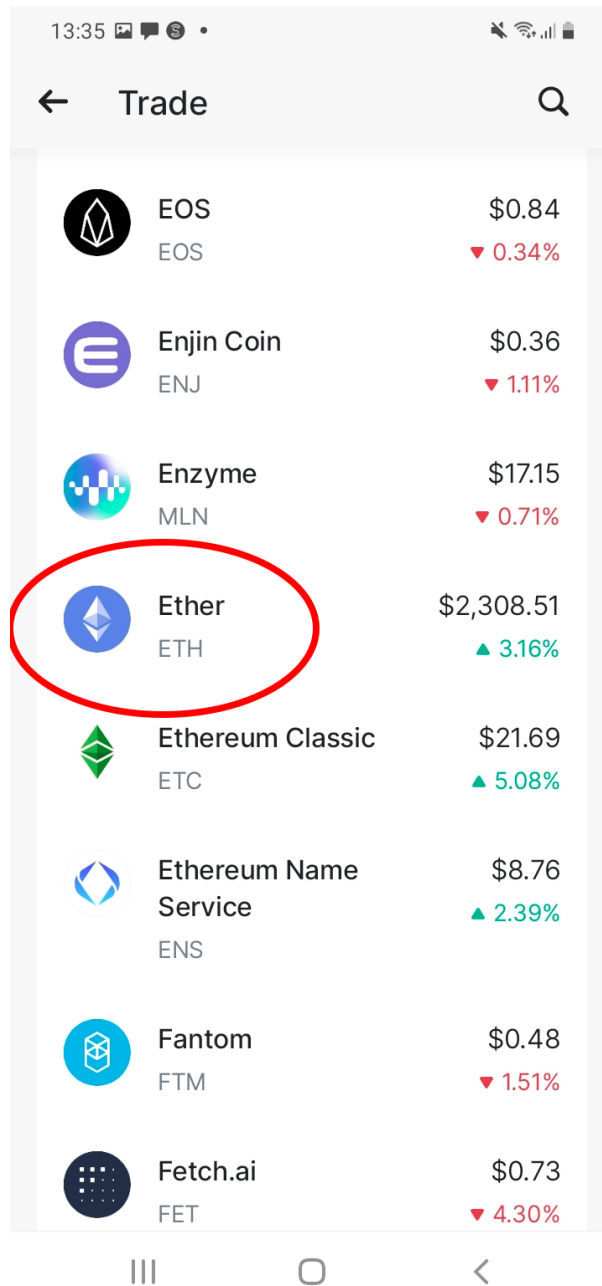 13:35
Trade
EOS $0.84
EOS ▼ 0.34%
Enjin Coin $0.36
ENJ ▼ 1.11%
Enzyme $17.15
MLN ▼ 0.71%
Ether $2,308.51
ETH ▲ 3.16%
Ethereum Classic $21.69
ETC ▲ 5.08%
Ethereum Name $8.76
Service ▲ 2.39%
ENS
Fantom $0.48
FTM ▼ 1.51%
Fetch.ai $0.73
FET ▼ 4.30%